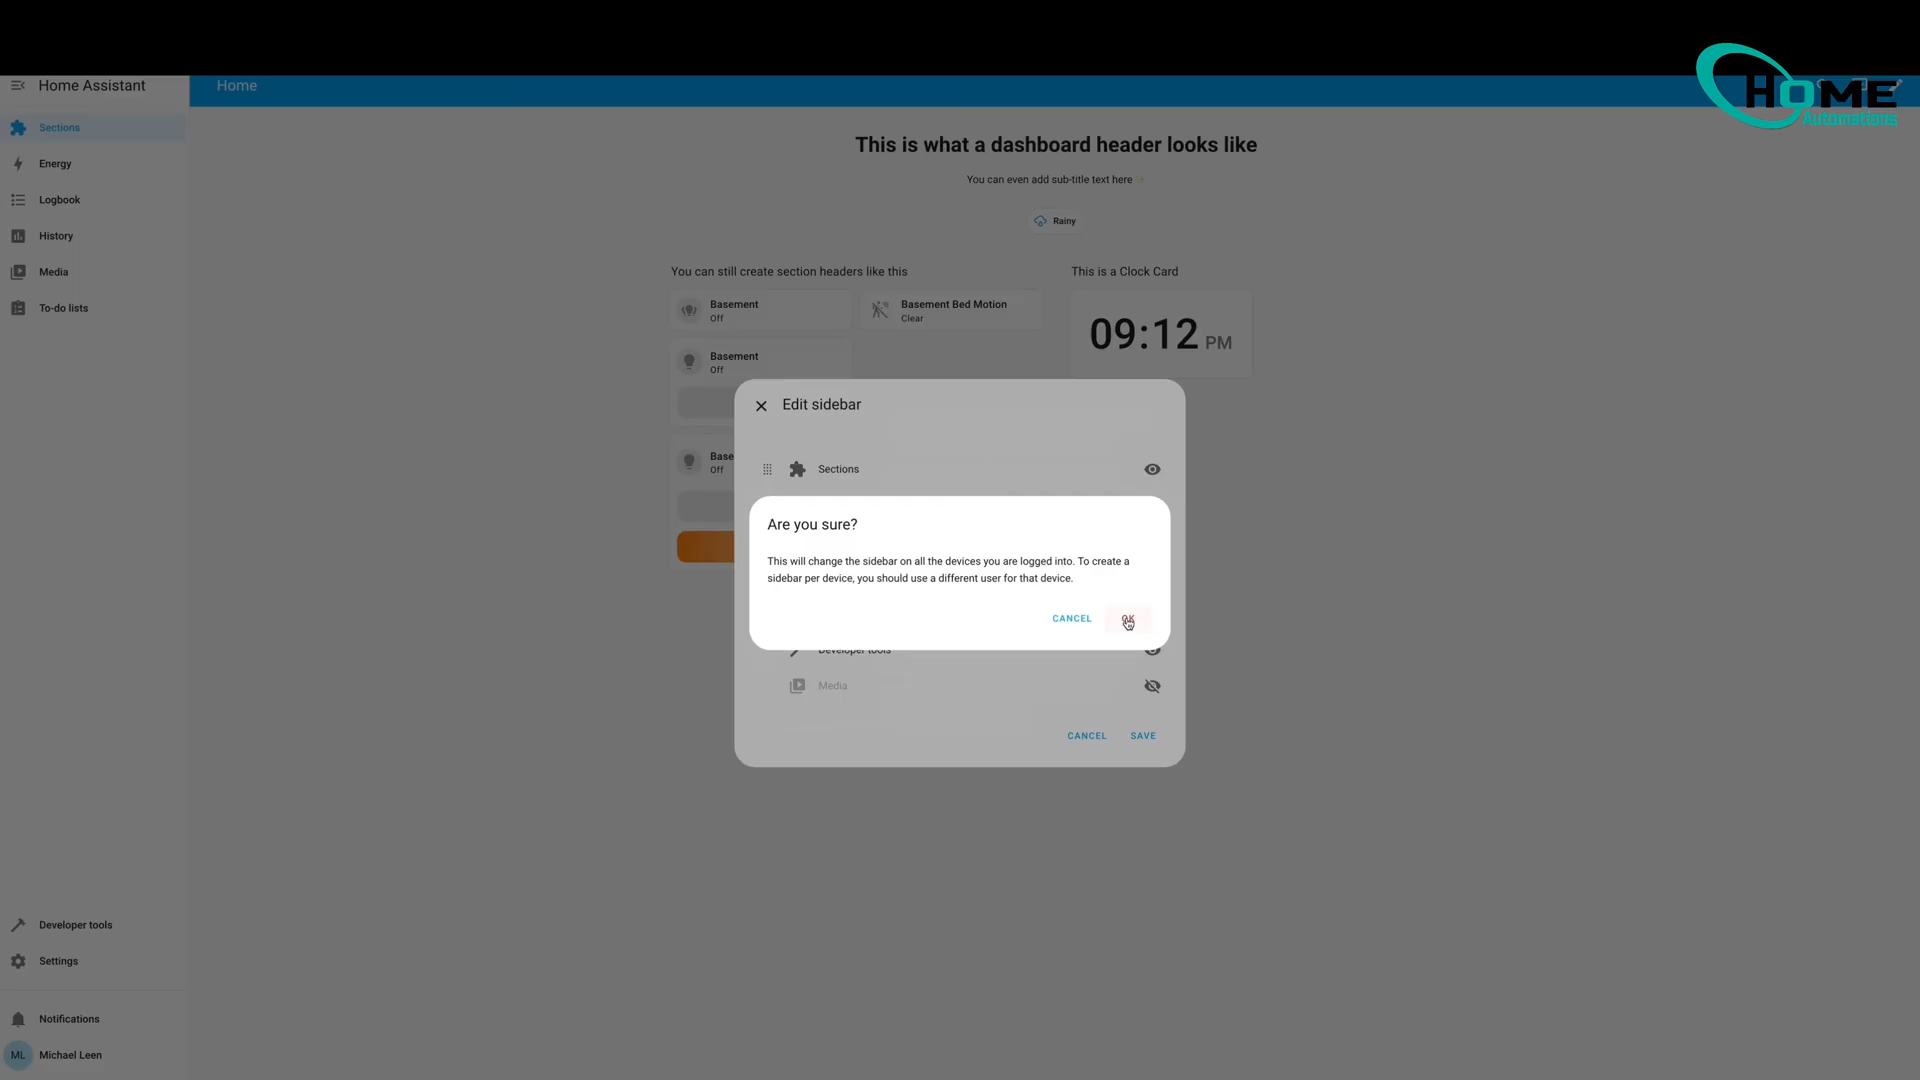 HOME
Automations
Home Assistant
Home
Sections
Energy
Logbook
History
Media
To-do lists
Developer tools
Settings
Notifications
ML Michael Leen
This is what a dashboard header looks like
You can even add sub-title text here
Rainy
You can still create section headers like this
This is a Clock Card
Basement
Off
Basement Bed Motion
Clear
09:12 PM
Basement
Off
Base
Off
Edit sidebar
Sections
Are you sure?
This will change the sidebar on all the devices you are logged into. To create a
sidebar per device, you should use a different user for that device.
CANCEL OK
Developer tools
Media
CANCEL SAVE